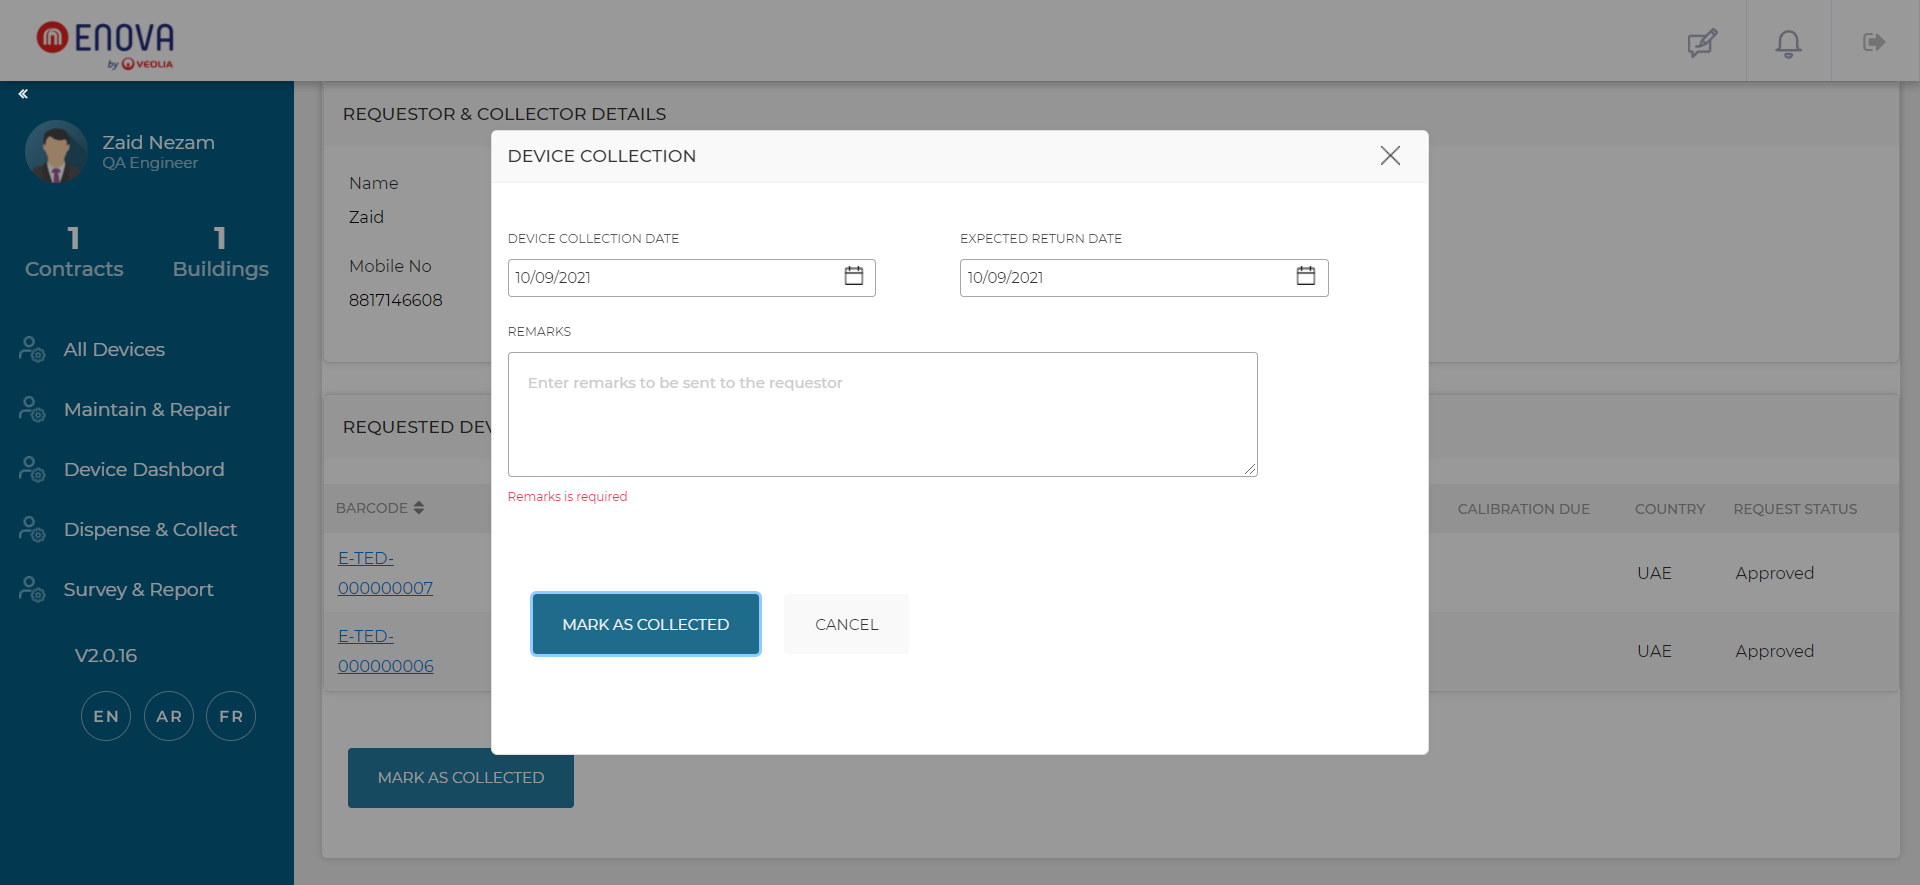 ENOVA
by VEOLIA
Zaid Nezam
QA Engineer
1
Contracts
1
Buildings
All Devices
Maintain & Repair
Device Dashbord
Dispense & Collect
Survey & Report
V2.0.16
EN
AR
FR
REQUESTOR & COLLECTOR DETAILS
Name
Zaid
Mobile No
8817146608
REQUESTED DEV
BARCODE
CALIBRATION DUE
COUNTRY
REQUEST STATUS
E-TED-
000000007
UAE
Approved
E-TED-
000000006
UAE
Approved
MARK AS COLLECTED
DEVICE COLLECTION
DEVICE COLLECTION DATE
10/09/2021
EXPECTED RETURN DATE
10/09/2021
REMARKS
Enter remarks to be sent to the requestor
Remarks is required
MARK AS COLLECTED
CANCEL